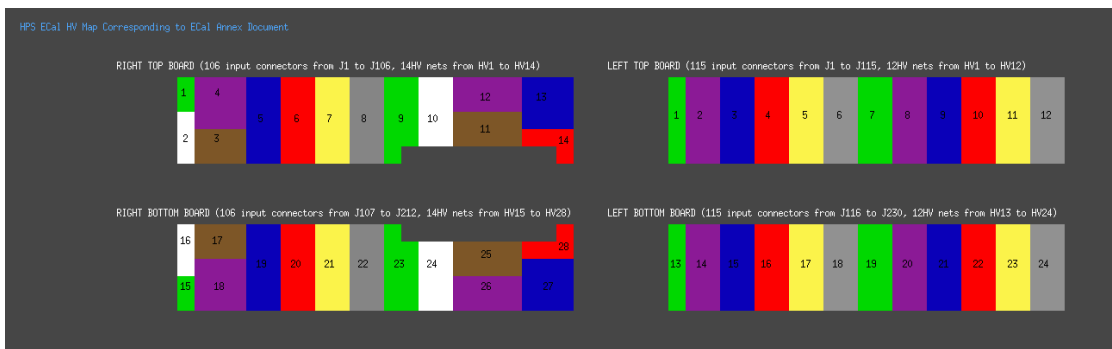 HPS ECal HV Map Corresponding to ECal Annex Document
RIGHT TOP BOARD (106 input connectors from J1 to J106, 14HV nets from HV1 to HV14)
1 4 5 6 7 8 9 10 12 13
2 3 11 14
LEFT TOP BOARD (115 input connectors from J1 to J115, 12HV nets from HV1 to HV12)
1 2 3 4 5 6 7 8 9 10 11 12
RIGHT BOTTOM BOARD (106 input connectors from J107 to J212, 14HV nets from HV15 to HV28)
16 17 19 20 21 22 23 24 25 28
15 18 26 27
LEFT BOTTOM BOARD (115 input connectors from J116 to J230, 12HV nets from HV13 to HV24)
13 14 15 16 17 18 19 20 21 22 23 24